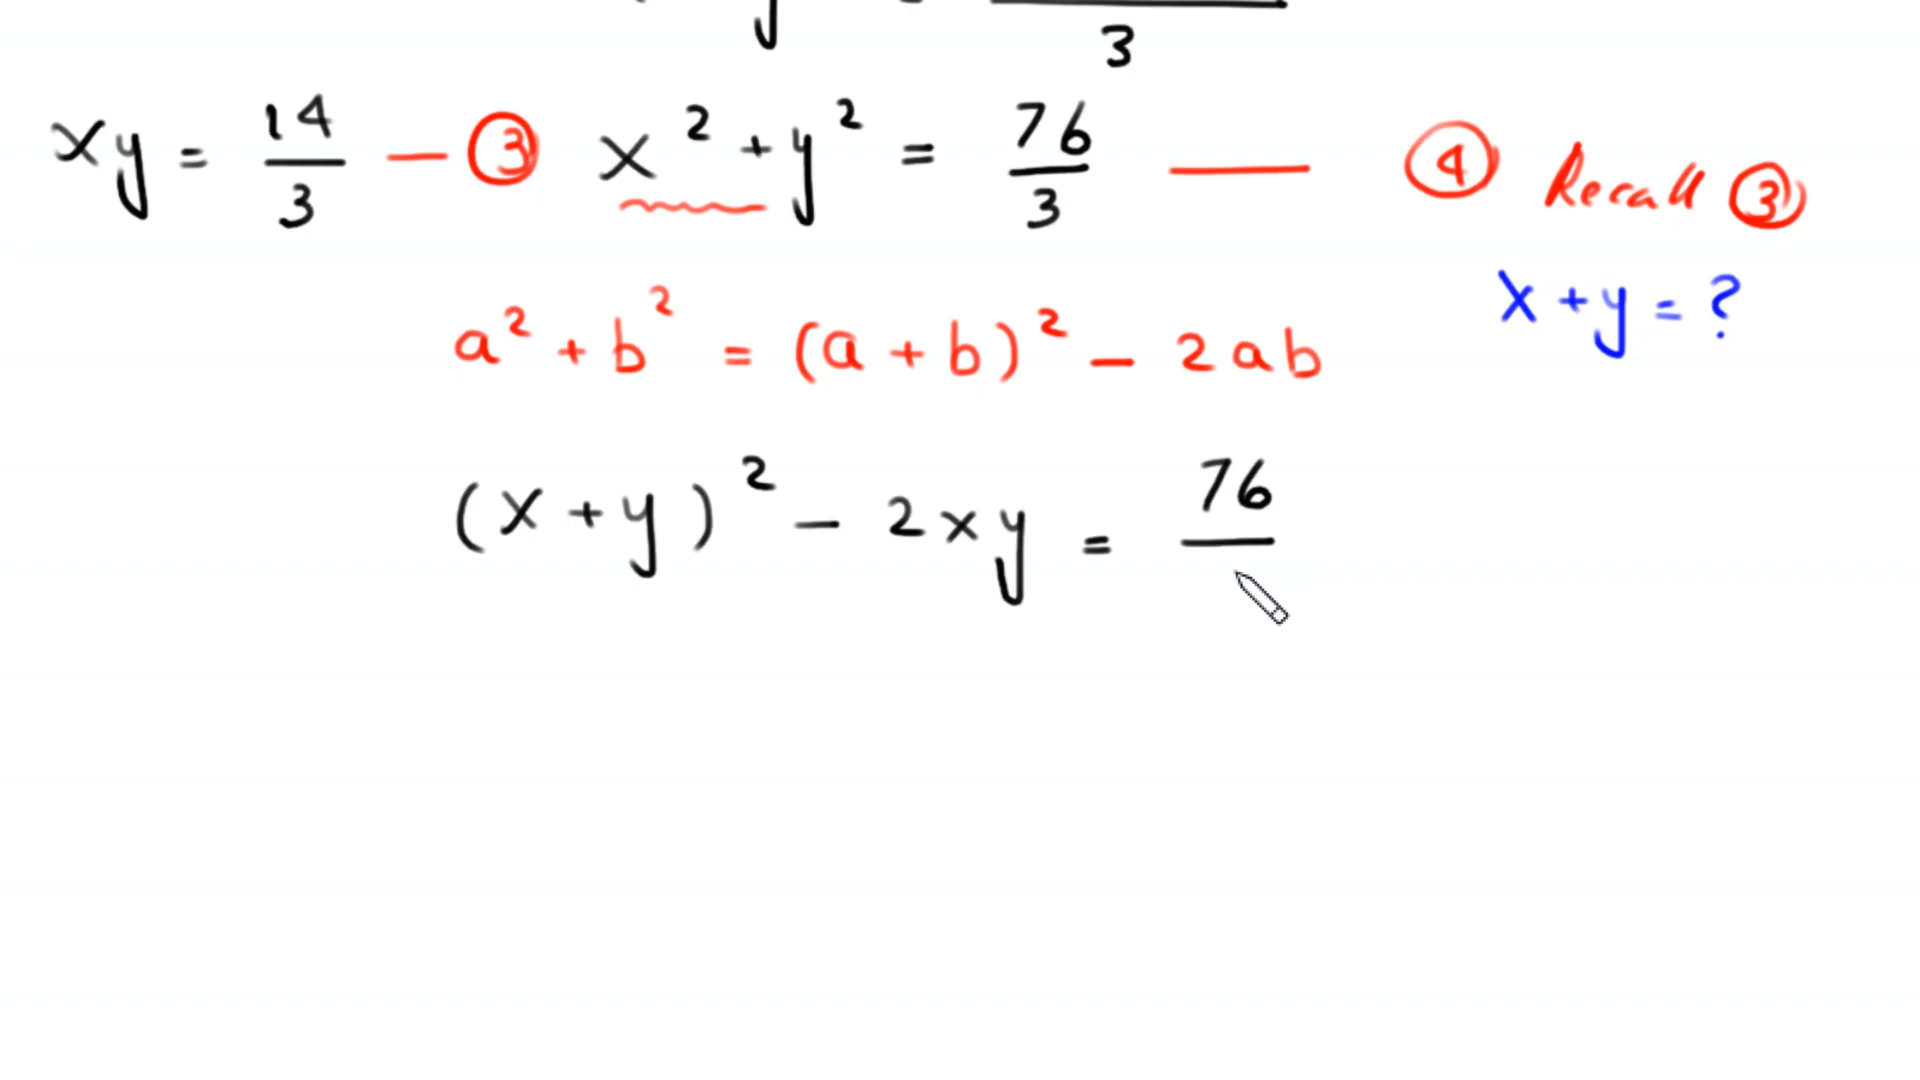 y = ―
3
xy = 14/3 — ③ x² + y² = 76/3 — ④ Recall ③
x + y = ?
a² + b² = (a + b)² - 2ab
(x + y)² - 2xy = 76/